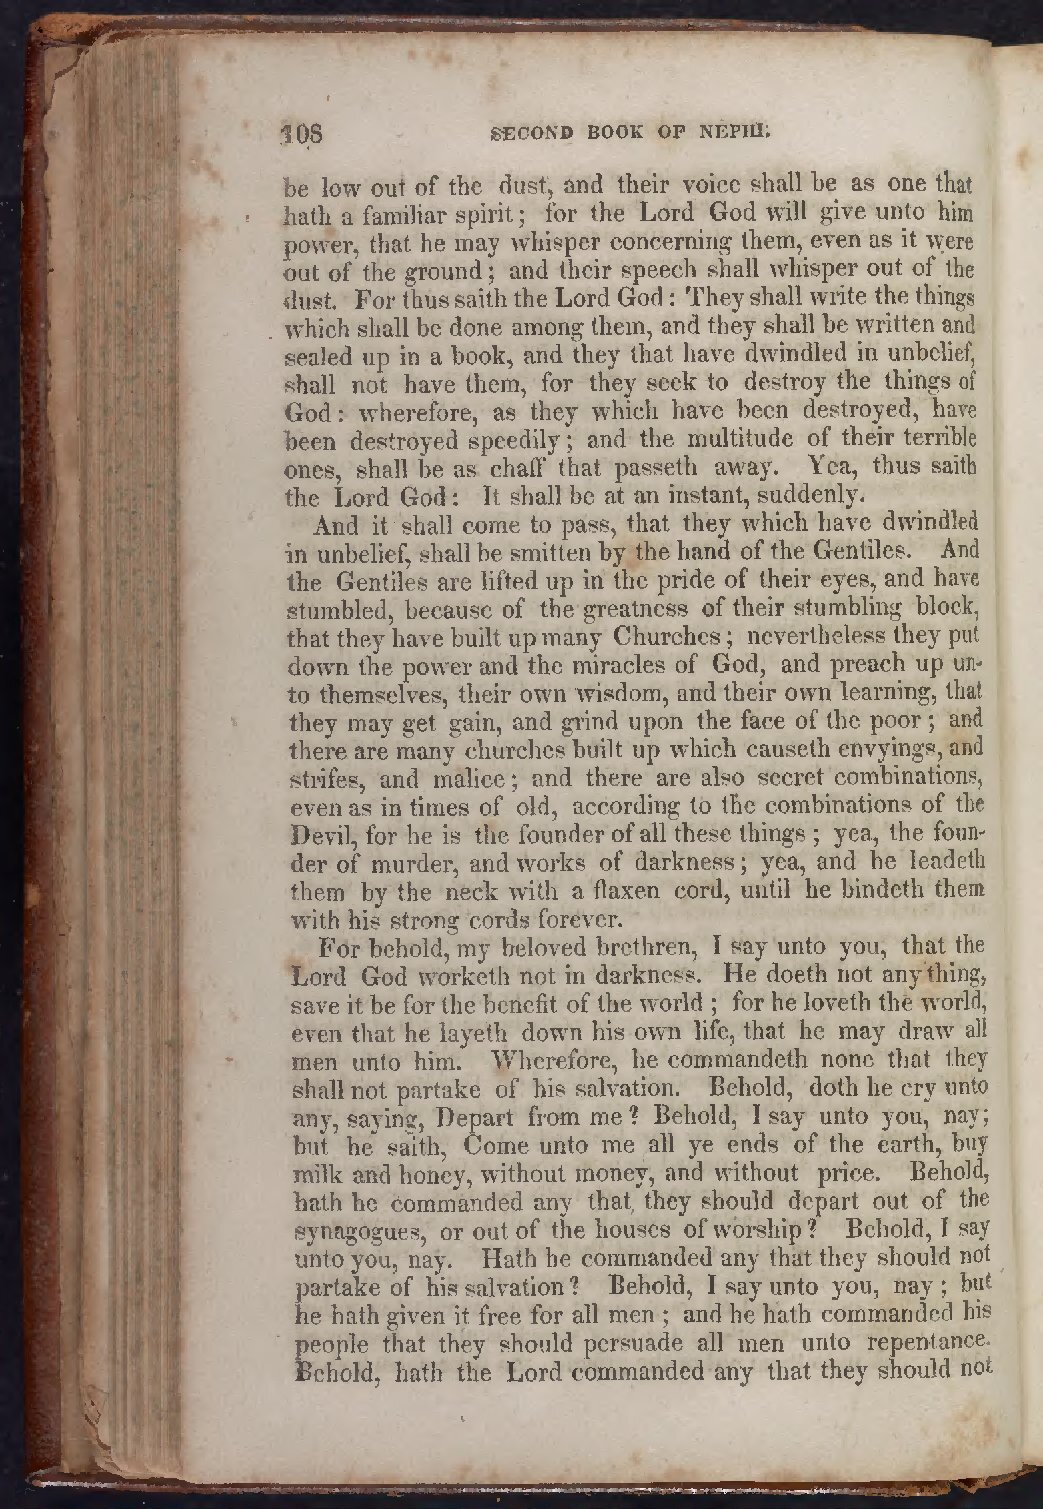 108 SECOND BOOK OF NEPHI.
be low out of the dust, and their voice shall be as one that
hath a familiar spirit; for the Lord God will give unto him
power, that he may whisper concerning them, even as it were
out of the ground; and their speech shall whisper out of the
dust. For thus saith the Lord God: They shall write the things
which shall be done among them, and they shall be written and
sealed up in a book, and they that have dwindled in unbelief,
shall not have them, for they seek to destroy the things of
God: wherefore, as they which have been destroyed, have
been destroyed speedily; and the multitude of their terrible
ones, shall be as chaff that passeth away. Yea, thus saith
the Lord God: It shall be at an instant, suddenly.
And it shall come to pass, that they which have dwindled
in unbelief, shall be smitten by the hand of the Gentiles. And
the Gentiles are lifted up in the pride of their eyes, and have
stumbled, because of the greatness of their stumbling block,
that they have built up many Churches; nevertheless they put
down the power and the miracles of God, and preach up un-
to themselves, their own wisdom, and their own learning, that
they may get gain, and grind upon the face of the poor; and
there are many churches built up which causeth envyings, and
strifes, and malice; and there are also secret combinations,
even as in times of old, according to the combinations of the
Devil, for he is the founder of all these things; yea, the foun-
der of murder, and works of darkness; yea, and he leadeth
them by the neck with a flaxen cord, until he bindeth them
with his strong cords forever.
For behold, my beloved brethren, I say unto you, that the
Lord God worketh not in darkness. He doeth not any thing,
save it be for the benefit of the world; for he loveth the world,
even that he layeth down his own life, that he may draw all
men unto him. Wherefore, he commandeth none that they
shall not partake of his salvation. Behold, doth he cry unto
any, saying, Depart from me? Behold, I say unto you, nay;
but he saith, Come unto me all ye ends of the earth, buy
milk and honey, without money, and without price. Behold,
hath he commanded any that they should depart out of the
synagogues, or out of the houses of worship? Behold, I say
unto you, nay. Hath he commanded any that they should not
partake of his salvation? Behold, I say unto you, nay; but
he hath given it free for all men; and he hath commanded his
people that they should persuade all men unto repentance.
Behold, hath the Lord commanded any that they should not